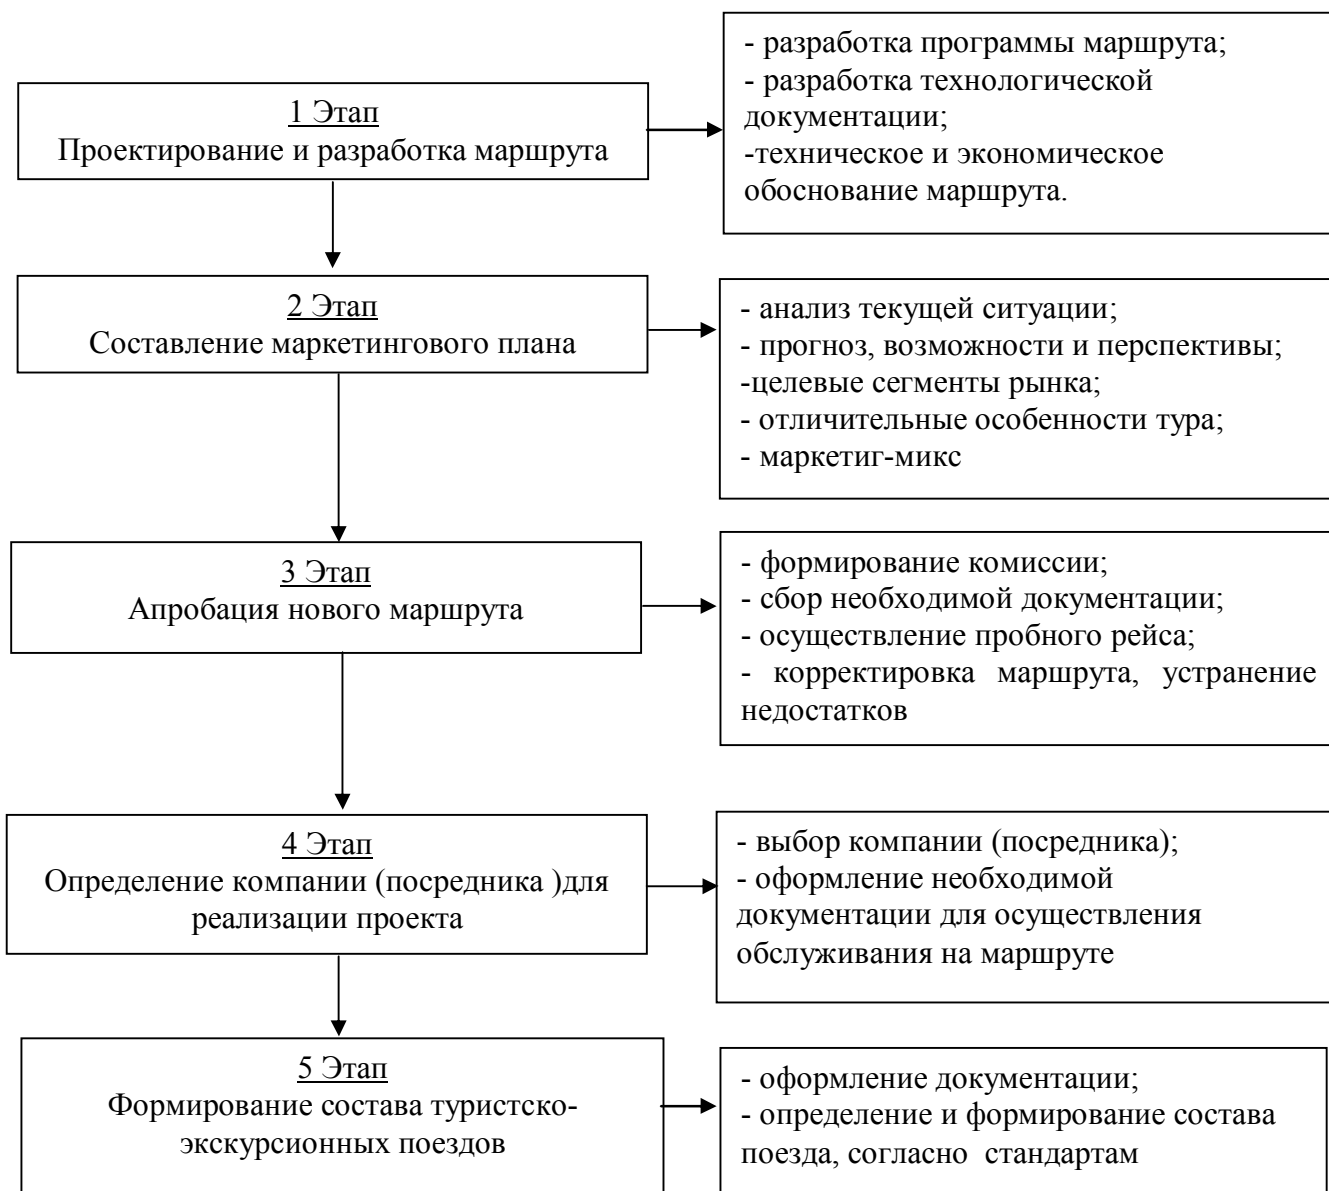 1 Этап
Проектирование и разработка маршрута
- разработка программы маршрута;
- разработка технологической
документации;
-техническое и экономическое
обоснование маршрута.
2 Этап
Составление маркетингового плана
- анализ текущей ситуации;
- прогноз, возможности и перспективы;
-целевые сегменты рынка;
- отличительные особенности тура;
- маркетиг-микс
3 Этап
Апробация нового маршрута
- формирование комиссии;
- сбор необходимой документации;
- осуществление пробного рейса;
- корректировка маршрута, устранение
недостатков
4 Этап
Определение компании (посредника )для
реализации проекта
- выбор компании (посредника);
- оформление необходимой
документации для осуществления
обслуживания на маршруте
5 Этап
Формирование состава туристско-
экскурсионных поездов
- оформление документации;
- определение и формирование состава
поезда, согласно стандартам